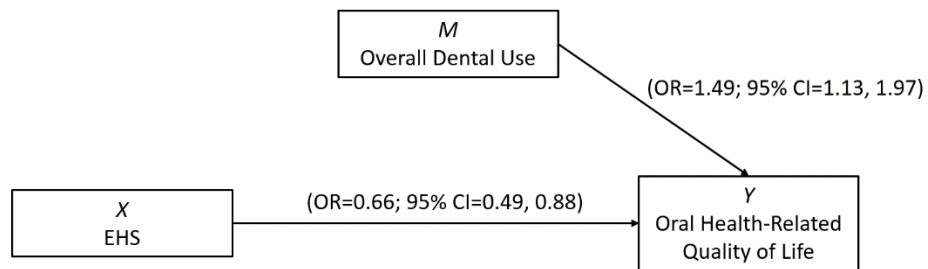 M
Overall Dental Use
(OR=1.49; 95% CI=1.13, 1.97)
(OR=0.66; 95% CI=0.49, 0.88)
X
EHS
Y
Oral Health-Related
Quality of Life